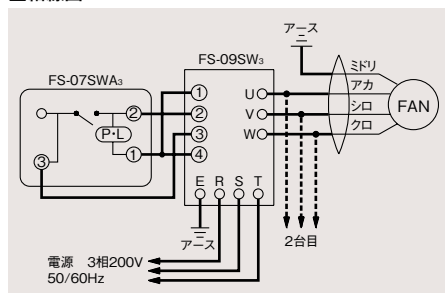 アース
FS-09SW₃
FS-07SWA₃
ミドリ
アカ
シロ
クロ
FAN
P・L
②
①
③
①
②
③
④
U
V
W
E R S T
アース
2台目
電源 3相200V
50/60Hz